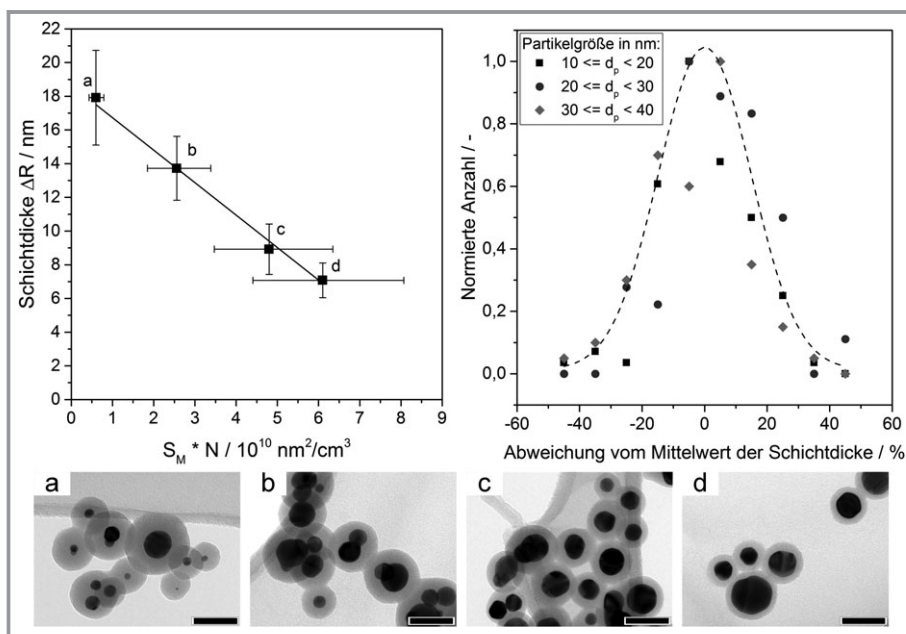 22
20
18
16
14
12
10
8
6
4
2
0
Schichtdicke ΔR / nm
a
b
c
d
0 1 2 3 4 5 6 7 8 9
S_M * N / 10^10 nm²/cm³
Partikelgröße in nm:
10 <= d_p < 20
20 <= d_p < 30
30 <= d_p < 40
1,0
0,8
0,6
0,4
0,2
0,0
Normierte Anzahl / -
-60 -40 -20 0 20 40 60
Abweichung vom Mittelwert der Schichtdicke / %
a
b
c
d